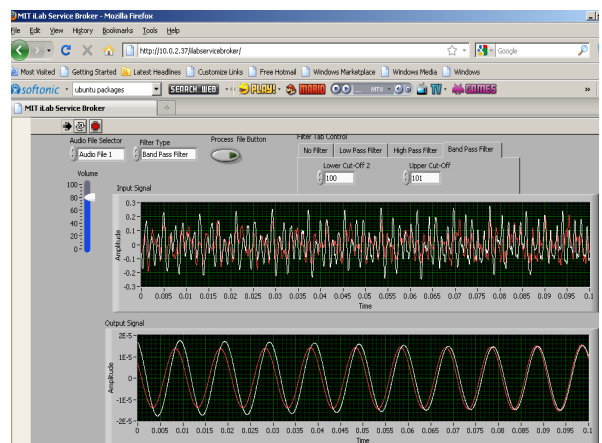 MIT iLab Service Broker - Mozilla Firefox
File Edit View History Bookmarks Tools Help
http://10.0.2.37/ilabservicebroker/
Google
Most Visited Getting Started Latest Headlines Customize Links Free Hotmail Windows Marketplace Windows Media Windows
softonic ubuntu packages SEARCH WEB PLAY! MARIO MTV TV GAMES »
MIT iLab Service Broker
Audio File Selector Filter Type Process file Button Filter Tab Control
Audio File 1 Band Pass Filter No Filter Low Pass Filter High Pass Filter Band Pass Filter
Lower Cut-Off 2 Upper Cut-Off
100 101
Volume
100
80
60
40
20
0
Input Signal
Amplitude
0.3
0.2
0.1
0
-0.1
-0.2
-0.3
0 0.005 0.01 0.015 0.02 0.025 0.03 0.035 0.04 0.045 0.05 0.055 0.06 0.065 0.07 0.075 0.08 0.085 0.09 0.095 0.1
Time
Output Signal
Amplitude
2E-5
1E-5
0
-1E-5
-2E-5
0 0.005 0.01 0.015 0.02 0.025 0.03 0.035 0.04 0.045 0.05 0.055 0.06 0.065 0.07 0.075 0.08 0.085 0.09 0.095 0.1
Time